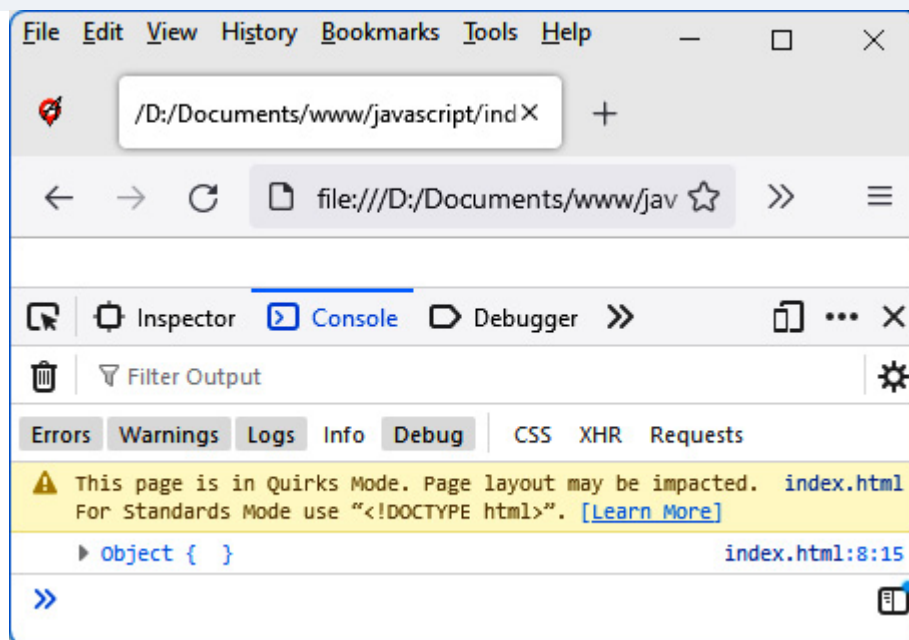 File Edit View History Bookmarks Tools Help
/D:/Documents/www/javascript/ind
file:///D:/Documents/www/jav
Inspector Console Debugger
Filter Output
Errors Warnings Logs Info Debug CSS XHR Requests
This page is in Quirks Mode. Page layout may be impacted. index.html
For Standards Mode use “<!DOCTYPE html>”. [Learn More]
Object { } index.html:8:15